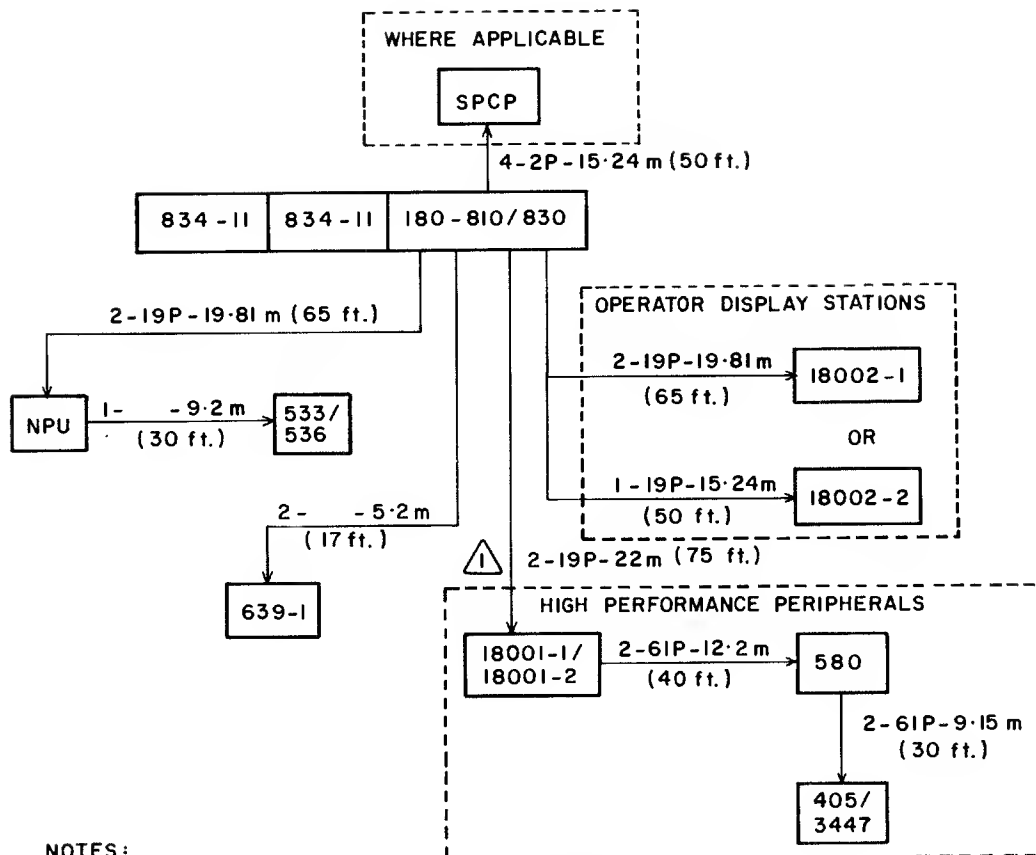 WHERE APPLICABLE
SPCP
4-2P-15·24 m (50 ft.)
834-11
834-11
180-810/830
2-19P-19·81 m (65 ft.)
OPERATOR DISPLAY STATIONS
2-19P-19·81m
(65 ft.)
18002-1
NPU
1-     -9·2 m
(30 ft.)
533/
536
OR
1-19P-15·24m
(50 ft.)
18002-2
2-     -5·2 m
(17 ft.)
1
2-19P-22m (75 ft.)
639-1
HIGH PERFORMANCE PERIPHERALS
18001-1/
18001-2
2-61P-12·2 m
(40 ft.)
580
2-61P-9·15 m
(30 ft.)
405/
3447
NOTES: